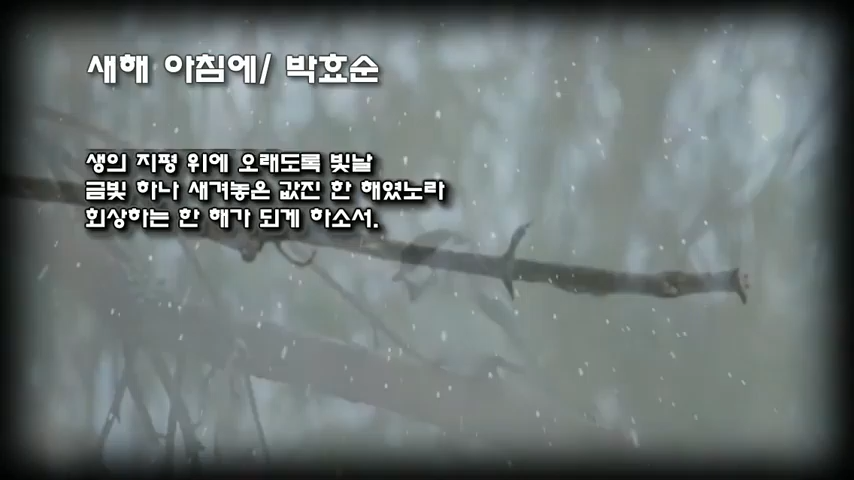 새해 아침에/ 박효순
생의 지평 위에 오래도록 빛날
금빛 하나 새겨놓은 값진 한 해였노라
회상하는 한 해가 되게 하소서.